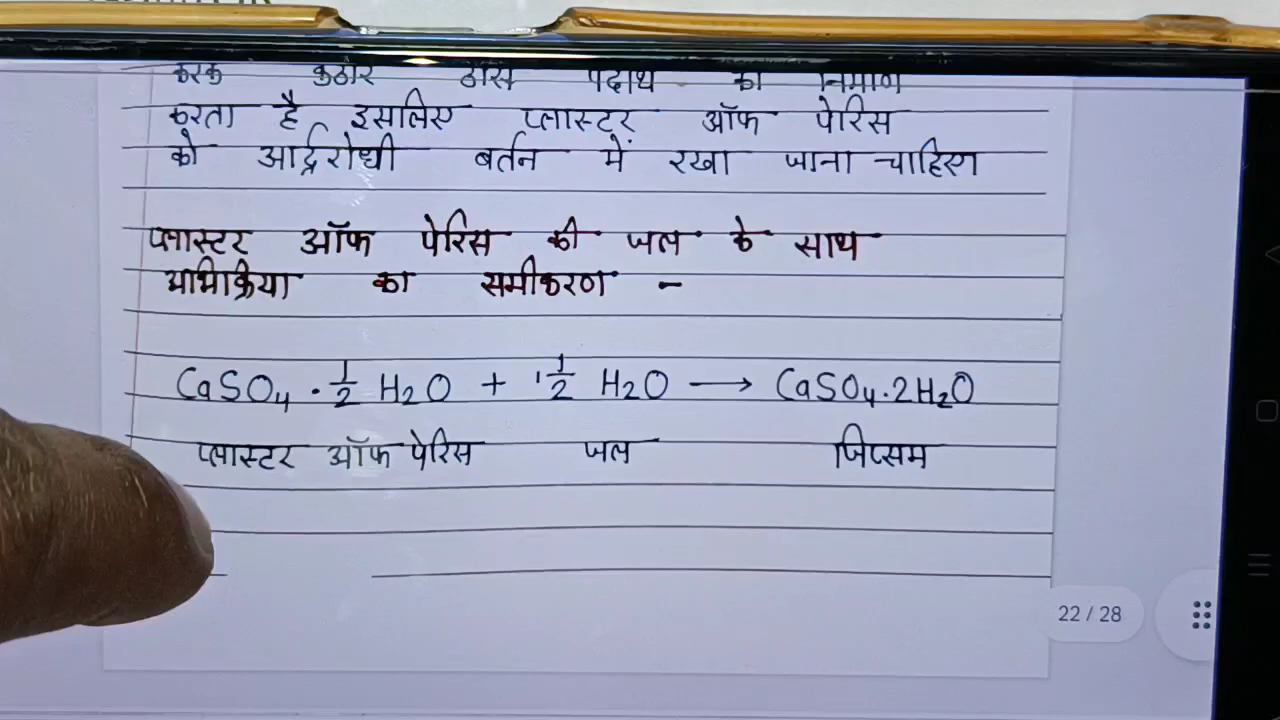 करके कठोर ठोस पदार्थ का निर्माण
करता है इसलिए प्लास्टर ऑफ पेरिस
को आर्द्ररोधी बर्तन में रखा जाना चाहिए
प्लास्टर ऑफ पेरिस की जल के साथ
अभिक्रिया का समीकरण -
CaSO₄ · 1/2 H2O + 1 1/2 H2O ⟶ CaSO₄.2H₂O
प्लास्टर ऑफ पेरिस जल जिप्सम
22 / 28